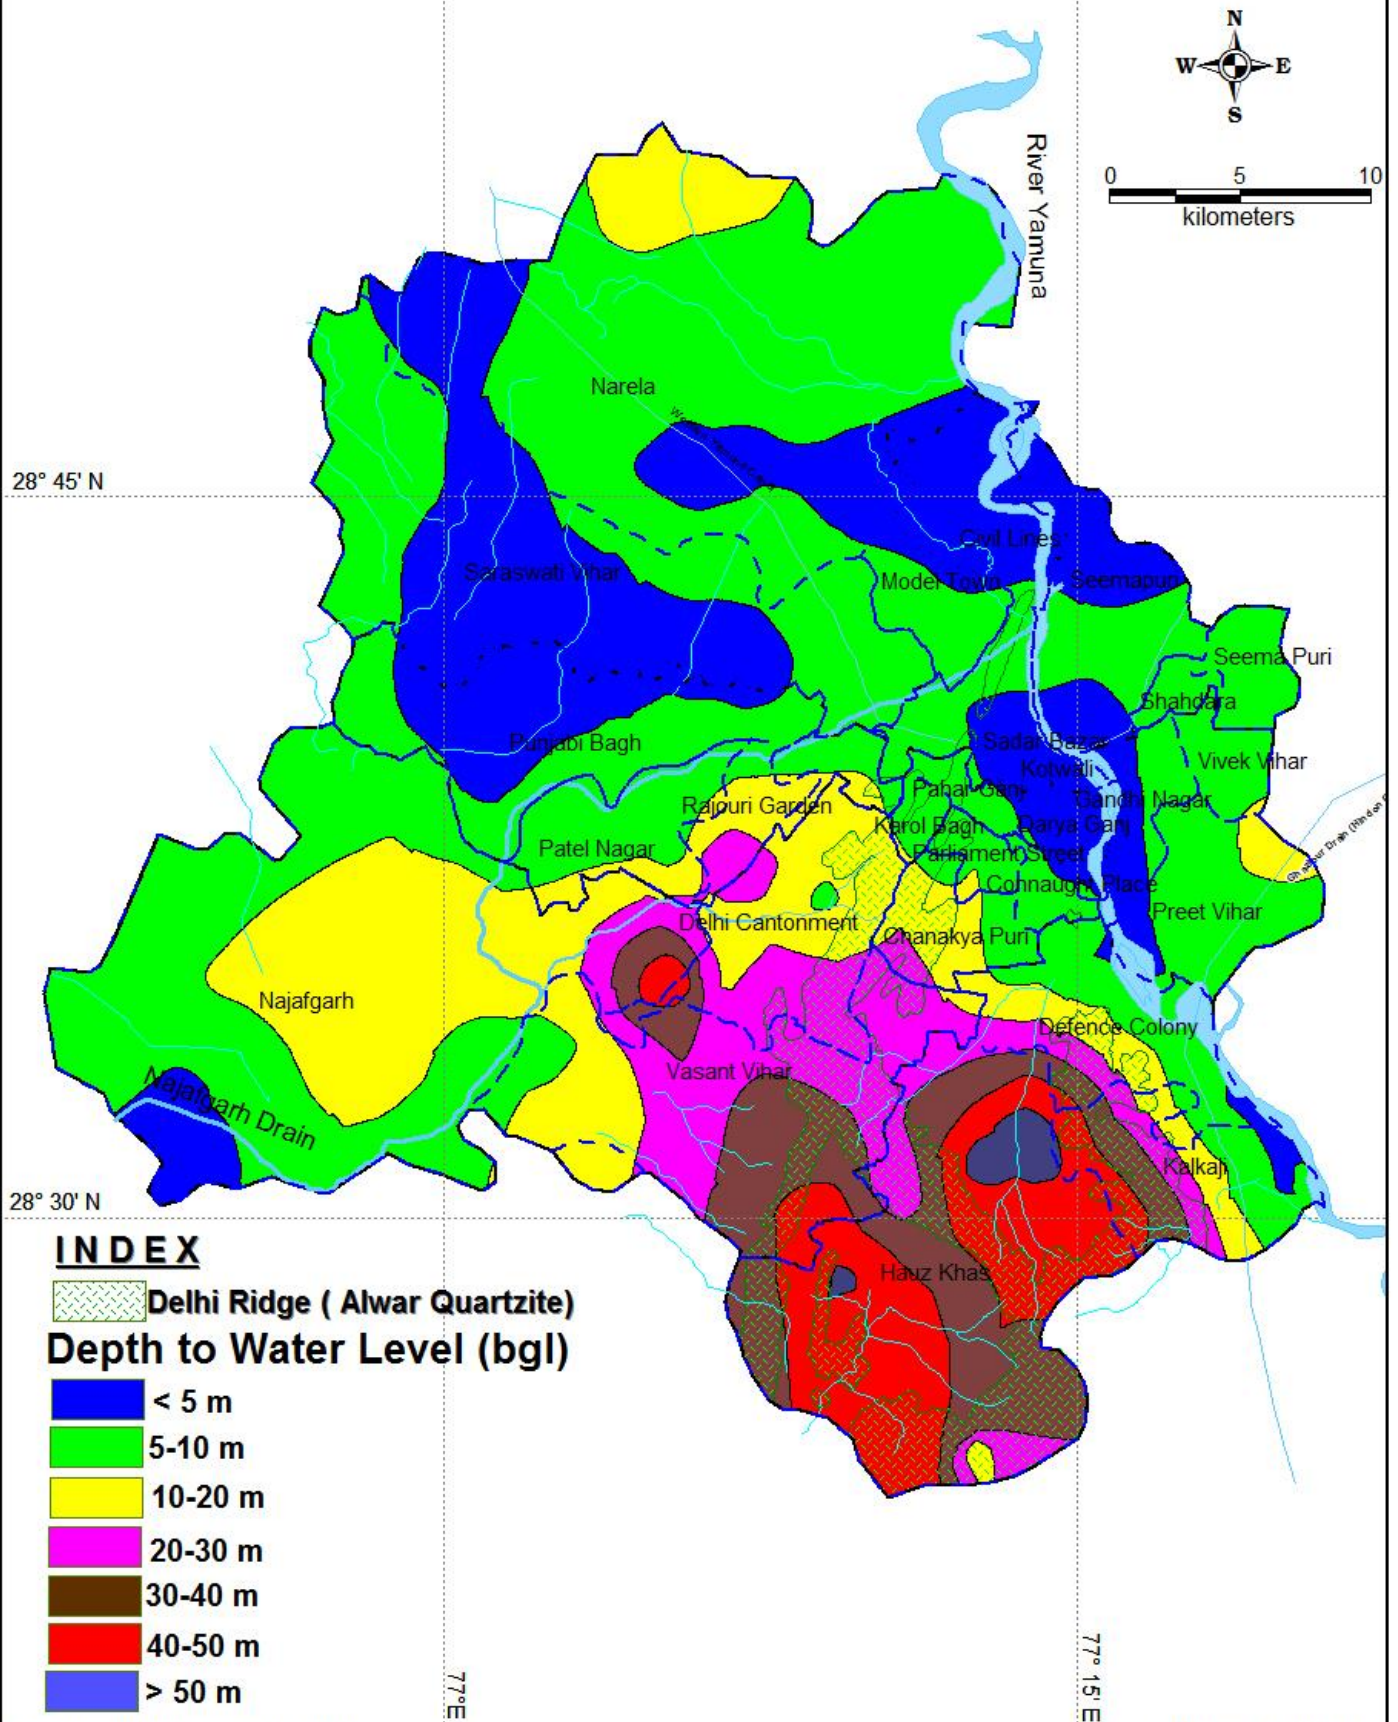 N
W E
S
0 5 10
kilometers
River Yamuna
Narela
28° 45' N
Civil Lines
Saraswati Vihar
Model Town
Seemapuri
Seema Puri
Shahdara
Punjabi Bagh
Sadar Bazar
Vivek Vihar
Kotwali
Pahar Ganj
Gandhi Nagar
Rajouri Garden
Karol Bagh
Darya Ganj
Patel Nagar
Parliament Street
Connaught Place
Delhi Cantonment
Preet Vihar
Chanakya Puri
Najafgarh
Defence Colony
Vasant Vihar
Najafgarh Drain
Kalkaji
28° 30' N
Hauz Khas
INDEX
Delhi Ridge ( Alwar Quartzite)
Depth to Water Level (bgl)
< 5 m
5-10 m
10-20 m
20-30 m
30-40 m
40-50 m
> 50 m
77°E
77° 15' E